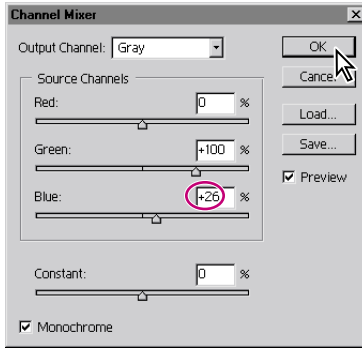 Channel Mixer
Output Channel: Gray
OK
Cancel
Source Channels
Red: 0 %
Load...
Green: +100 %
Save...
Preview
Blue: +26 %
Constant: 0 %
Monochrome